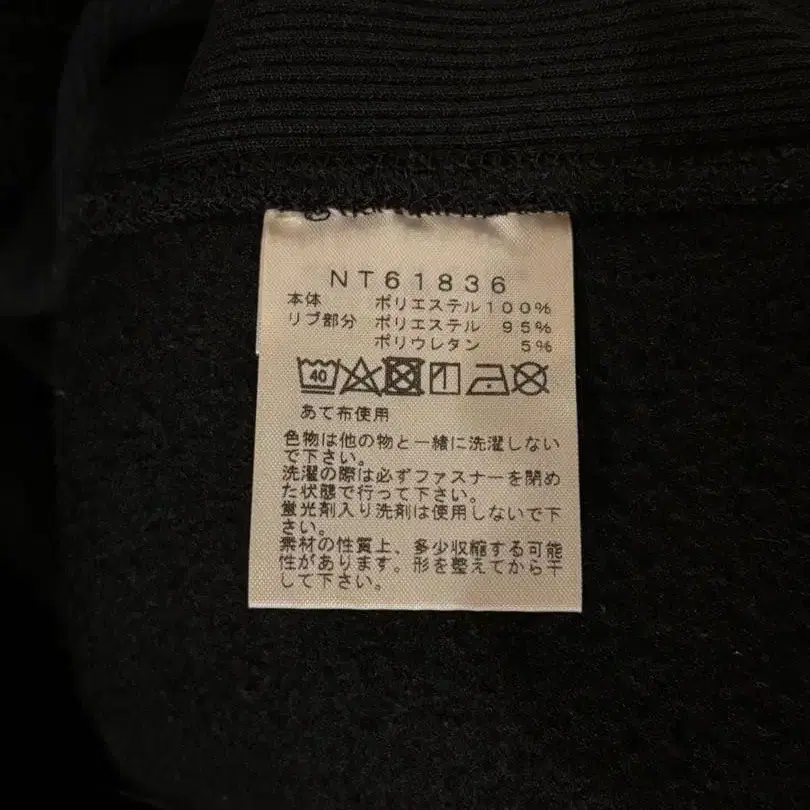 NT61836
本体 ポリエステル100%
リブ部分 ポリエステル 95%
ポリウレタン 5%
40
あて布使用
色物は他の物と一緒に洗濯しない
で下さい。
洗濯の際は必ずファスナーを閉め
た状態で行って下さい。
蛍光剤入り洗剤は使用しないで下
さい。
素材の性質上、多少収縮する可能
性があります。形を整えてから干
して下さい。